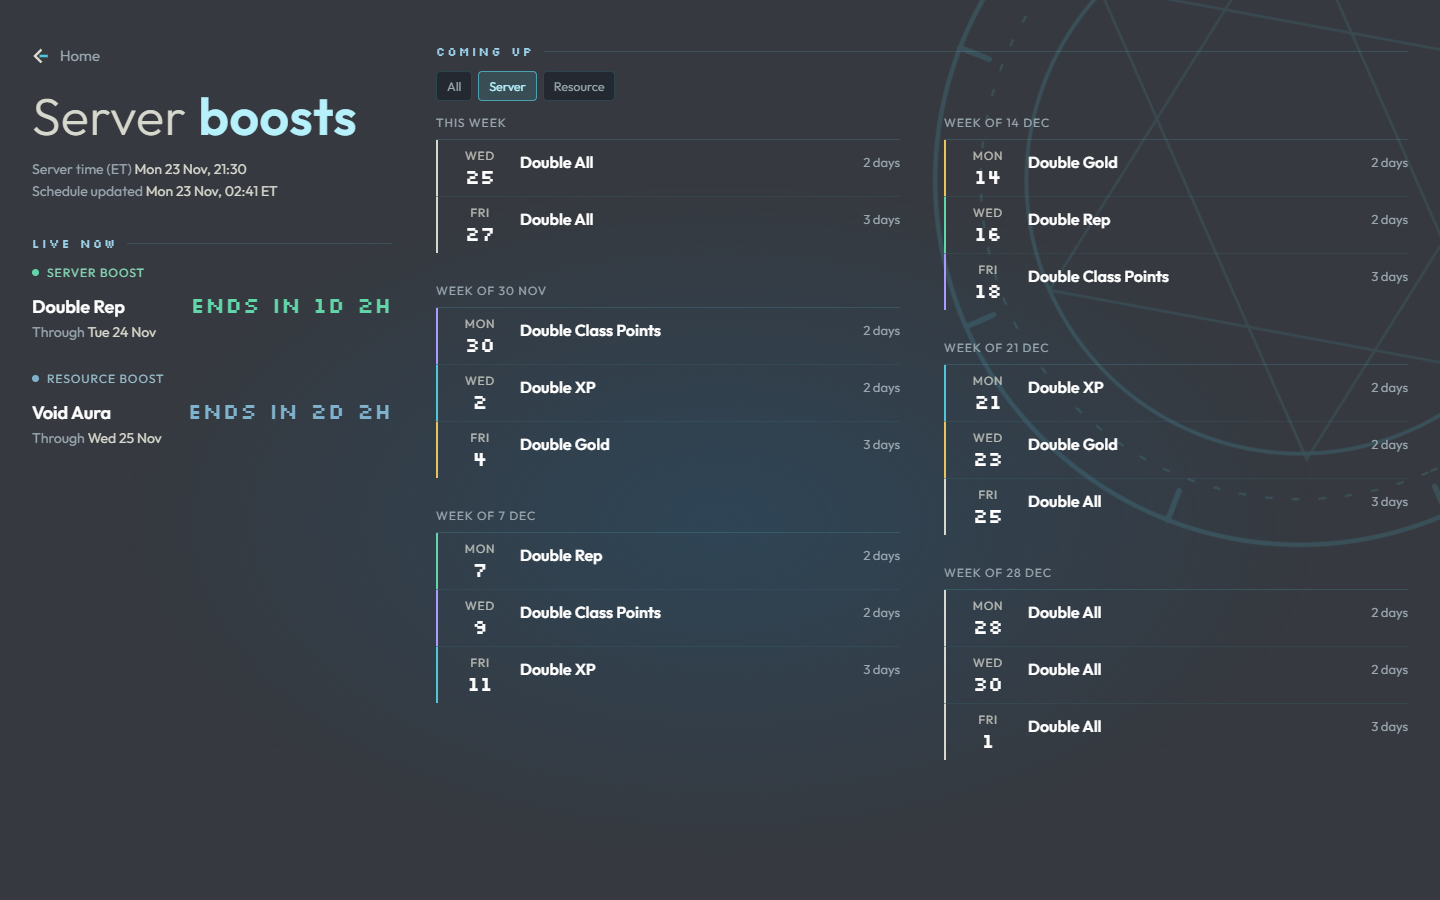 Home
Server boosts
Server time (ET) Mon 23 Nov, 21:30
Schedule updated Mon 23 Nov, 02:41 ET
LIVE NOW
SERVER BOOST
Double Rep ENDS IN 1D 2H
Through Tue 24 Nov
RESOURCE BOOST
Void Aura ENDS IN 2D 2H
Through Wed 25 Nov
COMING UP
All Server Resource
THIS WEEK
WED 25 Double All 2 days
FRI 27 Double All 3 days
WEEK OF 30 NOV
MON 30 Double Class Points 2 days
WED 2 Double XP 2 days
FRI 4 Double Gold 3 days
WEEK OF 7 DEC
MON 7 Double Rep 2 days
WED 9 Double Class Points 2 days
FRI 11 Double XP 3 days
WEEK OF 14 DEC
MON 14 Double Gold 2 days
WED 16 Double Rep 2 days
FRI 18 Double Class Points 3 days
WEEK OF 21 DEC
MON 21 Double XP 2 days
WED 23 Double Gold 2 days
FRI 25 Double All 3 days
WEEK OF 28 DEC
MON 28 Double All 2 days
WED 30 Double All 2 days
FRI 1 Double All 3 days